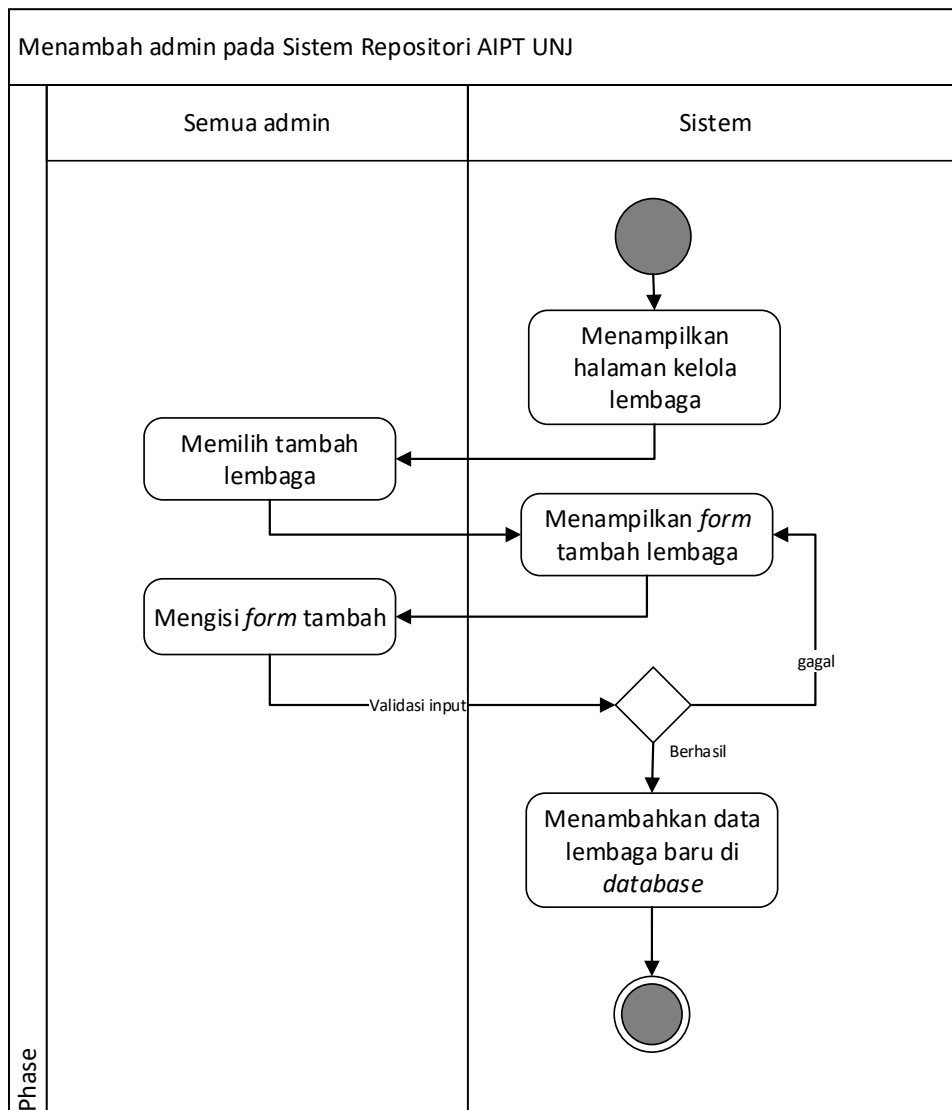 Menambah admin pada Sistem Repositori AIPT UNJ
Semua admin
Sistem
Menampilkan
halaman kelola
lembaga
Memilih tambah
lembaga
Menampilkan form
tambah lembaga
Mengisi form tambah
gagal
Validasi input
Berhasil
Menambahkan data
lembaga baru di
database
Phase